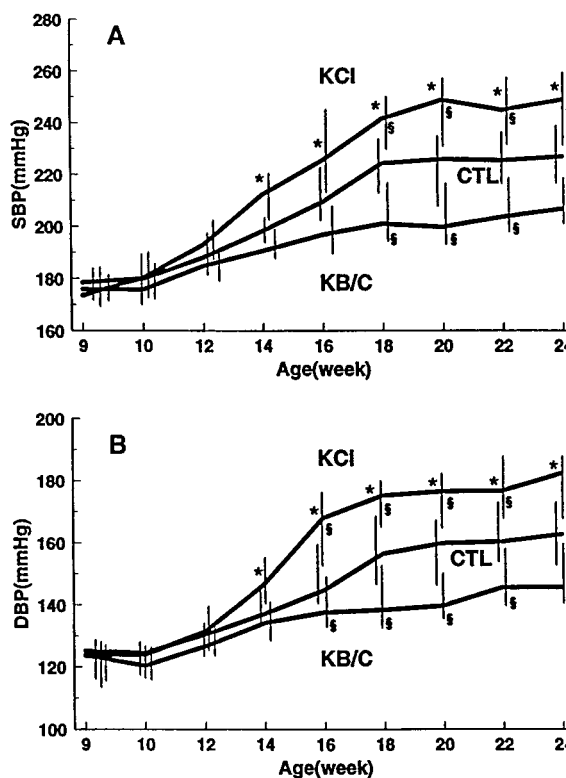 A
280
260
240
220
200
180
160
SBP(mmHg)
KCl
* * * * * *
§ § § §
CTL
KB/C
§ § §
9 10 12 14 16 18 20 22 24
Age(week)
B
200
180
160
140
120
100
DBP(mmHg)
KCl
* * * * * *
§ § § §
CTL
§ § § §
KB/C
9 10 12 14 16 18 20 22 24
Age(week)